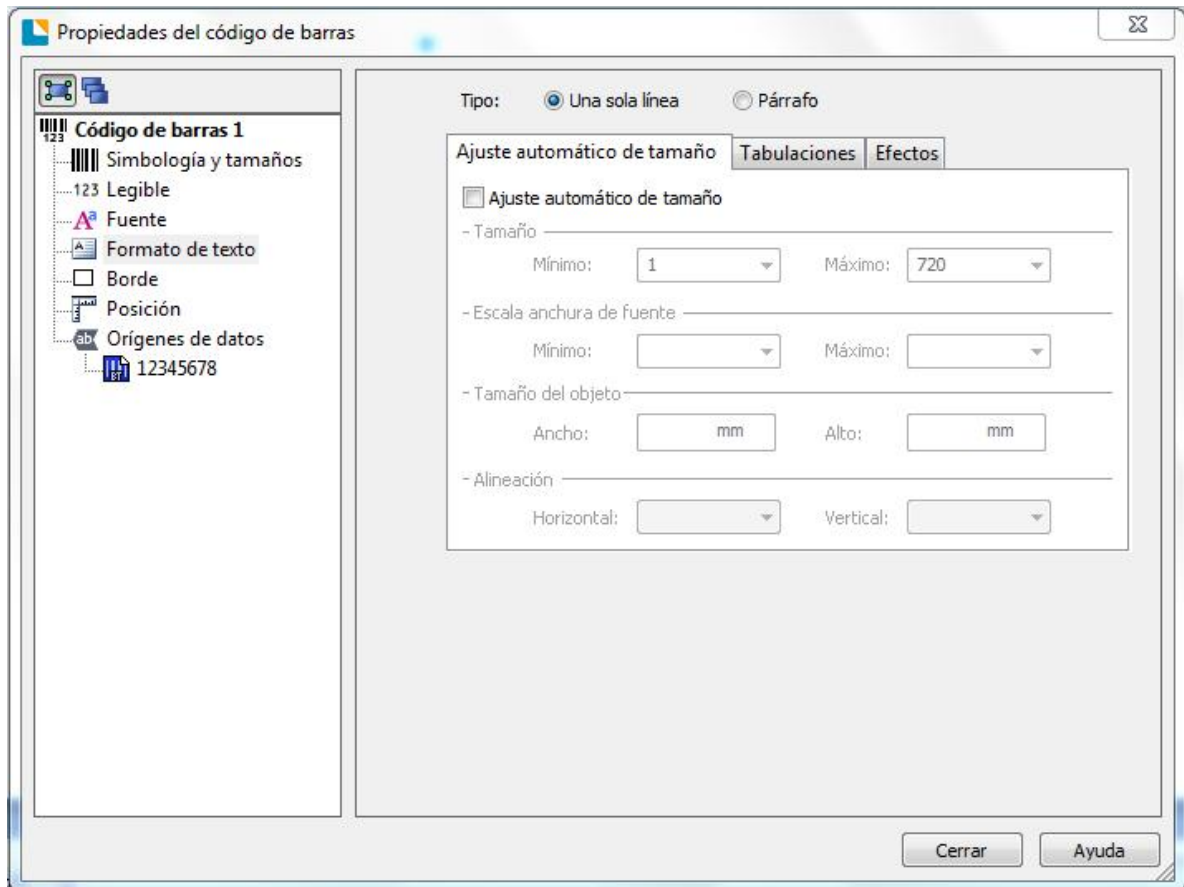 Propiedades del código de barras
Código de barras 1
Simbología y tamaños
123 Legible
Fuente
Formato de texto
Borde
Posición
Orígenes de datos
12345678
Tipo: Una sola línea Párrafo
Ajuste automático de tamaño Tabulaciones Efectos
Ajuste automático de tamaño
Tamaño
Mínimo: 1 Máximo: 720
Escala anchura de fuente
Mínimo: Máximo:
Tamaño del objeto
Ancho: mm Alto: mm
Alineación
Horizontal: Vertical:
Cerrar Ayuda